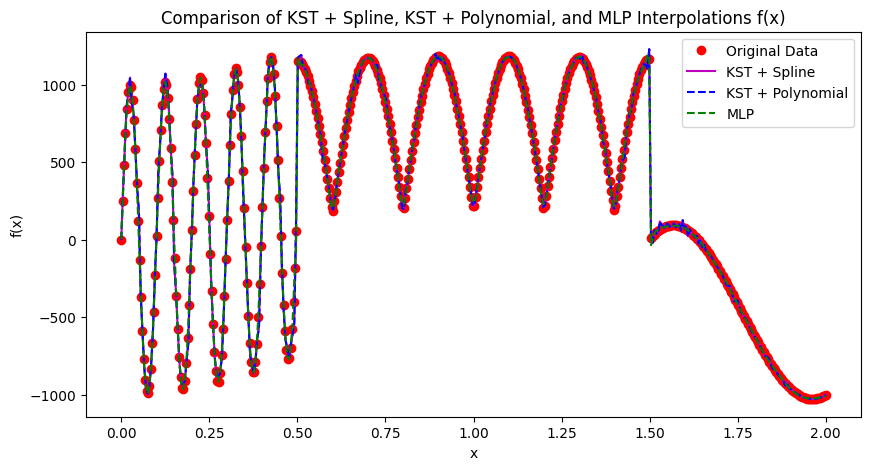 Comparison of KST + Spline, KST + Polynomial, and MLP Interpolations f(x)
Original Data
KST + Spline
KST + Polynomial
MLP
f(x)
1000
500
0
−500
−1000
0.00 0.25 0.50 0.75 1.00 1.25 1.50 1.75 2.00
x